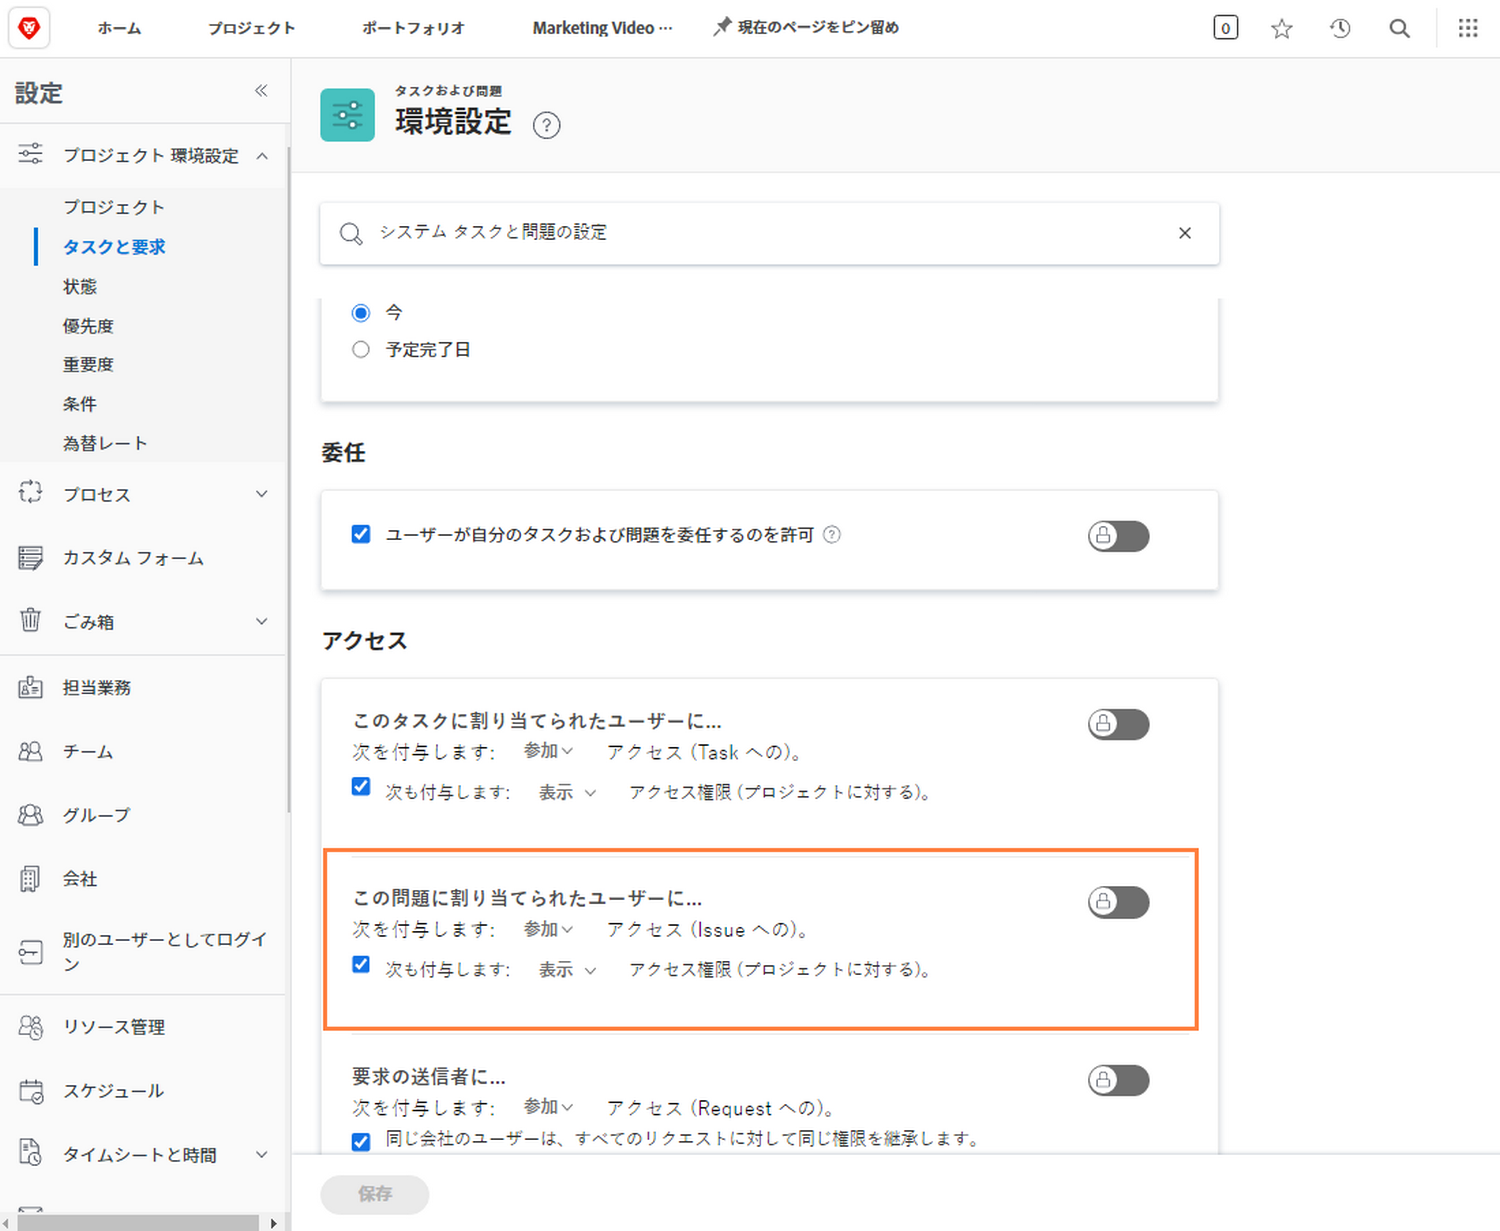 ホーム
プロジェクト
ポートフォリオ
Marketing Video ...
現在のページをピン留め
0
設定
プロジェクト 環境設定
プロジェクト
タスクと要求
状態
優先度
重要度
条件
為替レート
プロセス
カスタム フォーム
ごみ箱
担当業務
チーム
グループ
会社
別のユーザーとしてログイ
ン
リソース管理
スケジュール
タイムシートと時間
タスクおよび問題
環境設定
システム タスクと問題の設定
今
予定完了日
委任
ユーザーが自分のタスクおよび問題を委任するのを許可
アクセス
このタスクに割り当てられたユーザーに...
次を付与します: 参加 アクセス (Task への)。
次も付与します: 表示 アクセス権限 (プロジェクトに対する)。
この問題に割り当てられたユーザーに...
次を付与します: 参加 アクセス (Issue への)。
次も付与します: 表示 アクセス権限 (プロジェクトに対する)。
要求の送信者に...
次を付与します: 参加 アクセス (Request への)。
同じ会社のユーザーは、すべてのリクエストに対して同じ権限を継承します。
保存